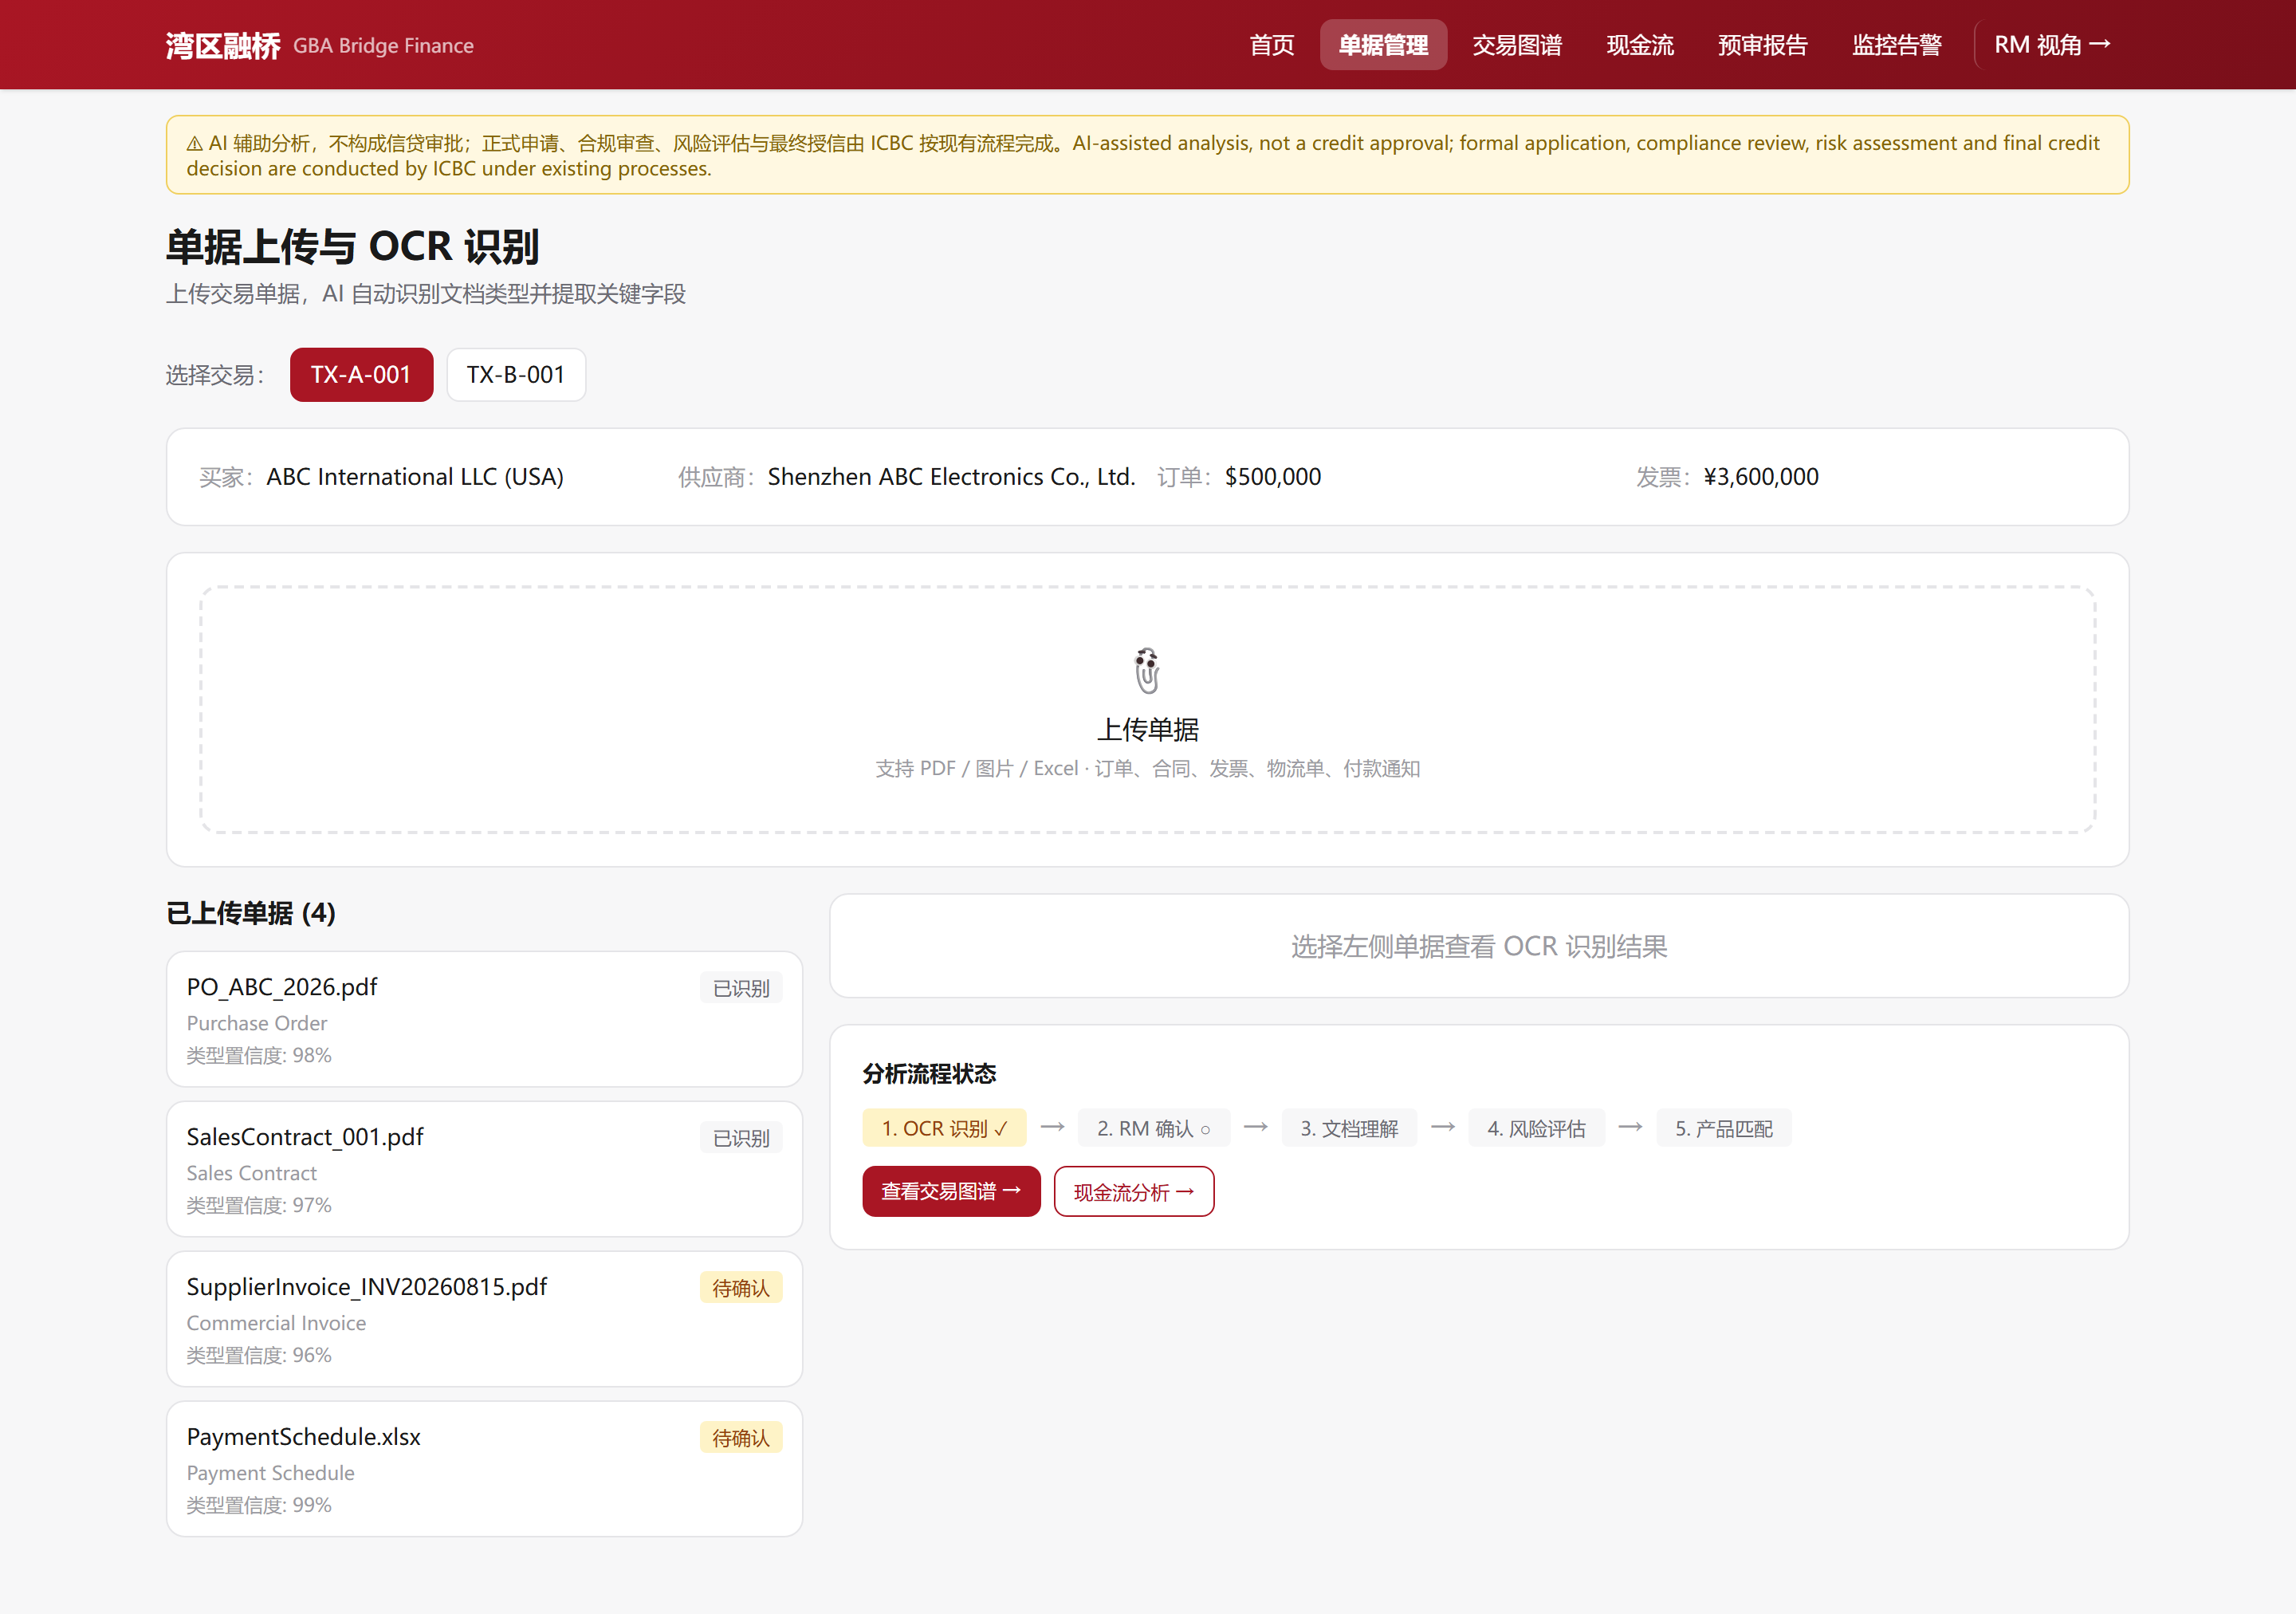 湾区融桥 GBA Bridge Finance
首页 单据管理 交易图谱 现金流 预审报告 监控告警 RM 视角 →
⚠ AI 辅助分析，不构成信贷审批；正式申请、合规审查、风险评估与最终授信由 ICBC 按现有流程完成。AI-assisted analysis, not a credit approval; formal application, compliance review, risk assessment and final credit
decision are conducted by ICBC under existing processes.
单据上传与 OCR 识别
上传交易单据，AI 自动识别文档类型并提取关键字段
选择交易： TX-A-001 TX-B-001
买家：ABC International LLC (USA) 供应商：Shenzhen ABC Electronics Co., Ltd. 订单：$500,000 发票：¥3,600,000
上传单据
支持 PDF / 图片 / Excel · 订单、合同、发票、物流单、付款通知
已上传单据 (4)
PO_ABC_2026.pdf 已识别
Purchase Order
类型置信度: 98%
SalesContract_001.pdf 已识别
Sales Contract
类型置信度: 97%
SupplierInvoice_INV20260815.pdf 待确认
Commercial Invoice
类型置信度: 96%
PaymentSchedule.xlsx 待确认
Payment Schedule
类型置信度: 99%
选择左侧单据查看 OCR 识别结果
分析流程状态
1. OCR 识别 ✓ → 2. RM 确认 ○ → 3. 文档理解 → 4. 风险评估 → 5. 产品匹配
查看交易图谱 → 现金流分析 →